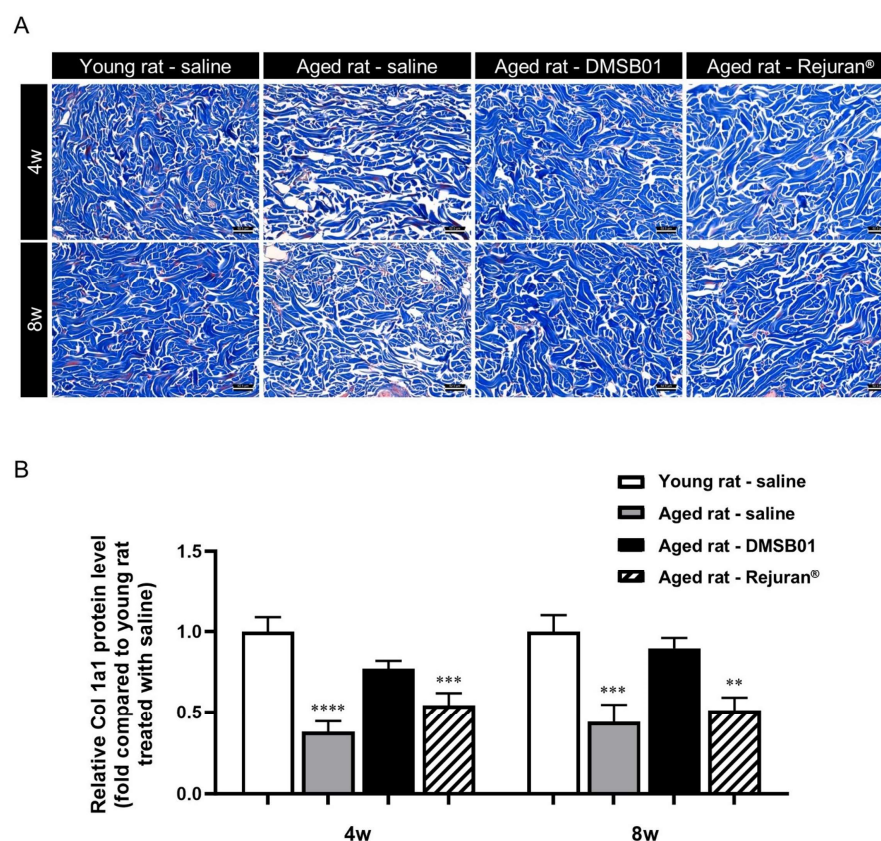 A
Young rat - saline
Aged rat - saline
Aged rat - DMSB01
Aged rat - Rejuran®
4w
8w
B
Young rat - saline
Aged rat - saline
Aged rat - DMSB01
Aged rat - Rejuran®
Relative Col 1a1 protein level
(fold compared to young rat
treated with saline)
1.5
1.0
0.5
0.0
****
***
***
**
4w
8w